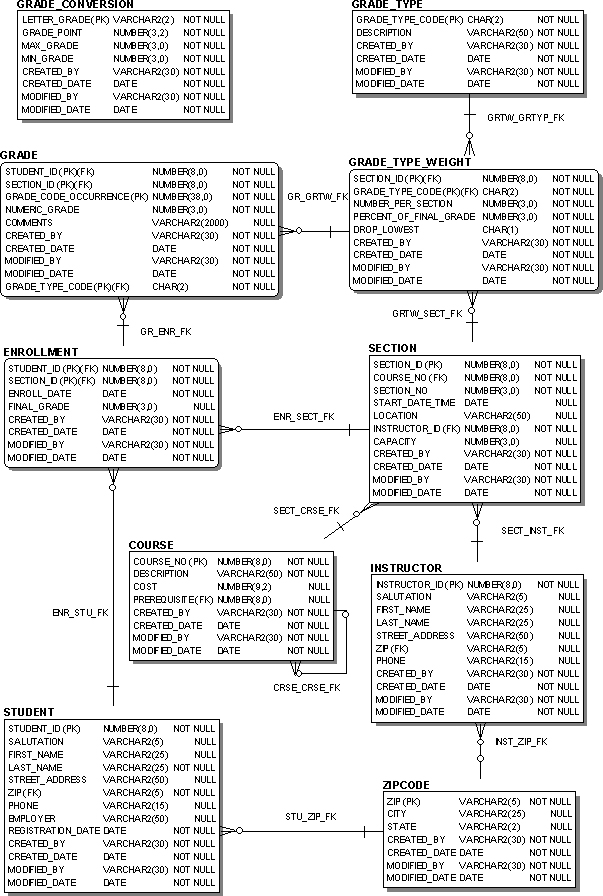 GRADE_CONVERSION
LETTER_GRADE(PK) VARCHAR2(2) NOT NULL
GRADE_POINT NUMBER(3,2) NOT NULL
MAX_GRADE NUMBER(3,0) NOT NULL
MIN_GRADE NUMBER(3,0) NOT NULL
CREATED_BY VARCHAR2(30) NOT NULL
CREATED_DATE DATE NOT NULL
MODIFIED_BY VARCHAR2(30) NOT NULL
MODIFIED_DATE DATE NOT NULL
GRADE_TYPE
GRADE_TYPE_CODE(PK) CHAR(2) NOT NULL
DESCRIPTION VARCHAR2(50) NOT NULL
CREATED_BY VARCHAR2(30) NOT NULL
CREATED_DATE DATE NOT NULL
MODIFIED_BY VARCHAR2(30) NOT NULL
MODIFIED_DATE DATE NOT NULL
GRTW_GRTYP_FK
GRADE
STUDENT_ID (PK)(FK) NUMBER(8,0) NOT NULL
SECTION_ID (PK)(FK) NUMBER(8,0) NOT NULL
GRADE_CODE_OCCURRENCE(PK) NUMBER(38,0) NOT NULL
NUMERIC_GRADE NUMBER(3,0) NOT NULL
COMMENTS VARCHAR2(2000) NULL
CREATED_BY VARCHAR2(30) NOT NULL
CREATED_DATE DATE NOT NULL
MODIFIED_BY VARCHAR2(30) NOT NULL
MODIFIED_DATE DATE NOT NULL
GRADE_TYPE_CODE(PK)(FK) CHAR(2) NOT NULL
GR_GRTW_FK
GRADE_TYPE_WEIGHT
SECTION_ID (PK)(FK) NUMBER(8,0) NOT NULL
GRADE_TYPE_CODE(PK)(FK) CHAR(2) NOT NULL
NUMBER_PER_SECTION NUMBER(3,0) NOT NULL
PERCENT_OF_FINAL_GRADE NUMBER(3,0) NOT NULL
DROP_LOWEST CHAR(1) NOT NULL
CREATED_BY VARCHAR2(30) NOT NULL
CREATED_DATE DATE NOT NULL
MODIFIED_BY VARCHAR2(30) NOT NULL
MODIFIED_DATE DATE NOT NULL
GR_ENR_FK
GRTW_SECT_FK
ENROLLMENT
STUDENT_ID (PK)(FK) NUMBER(8,0) NOT NULL
SECTION_ID (PK)(FK) NUMBER(8,0) NOT NULL
ENROLL_DATE DATE NOT NULL
FINAL_GRADE NUMBER(3,0) NULL
CREATED_BY VARCHAR2(30) NOT NULL
CREATED_DATE DATE NOT NULL
MODIFIED_BY VARCHAR2(30) NOT NULL
MODIFIED_DATE DATE NOT NULL
ENR_SECT_FK
SECTION
SECTION_ID (PK) NUMBER(8,0) NOT NULL
COURSE_NO (FK) NUMBER(8,0) NOT NULL
SECTION_NO NUMBER(3,0) NOT NULL
START_DATE_TIME DATE NULL
LOCATION VARCHAR2(50) NULL
INSTRUCTOR_ID (FK) NUMBER(8,0) NOT NULL
CAPACITY NUMBER(3,0) NULL
CREATED_BY VARCHAR2(30) NOT NULL
CREATED_DATE DATE NOT NULL
MODIFIED_BY VARCHAR2(30) NOT NULL
MODIFIED_DATE DATE NOT NULL
SECT_CRSE_FK
SECT_INST_FK
COURSE
COURSE_NO (PK) NUMBER(8,0) NOT NULL
DESCRIPTION VARCHAR2(50) NOT NULL
COST NUMBER(9,2) NULL
PREREQUISITE (FK) NUMBER(8,0) NULL
CREATED_BY VARCHAR2(30) NOT NULL
CREATED_DATE DATE NOT NULL
MODIFIED_BY VARCHAR2(30) NOT NULL
MODIFIED_DATE DATE NOT NULL
CRSE_CRSE_FK
ENR_STU_FK
INSTRUCTOR
INSTRUCTOR_ID (PK) NUMBER(8,0) NOT NULL
SALUTATION VARCHAR2(5) NULL
FIRST_NAME VARCHAR2(25) NULL
LAST_NAME VARCHAR2(25) NULL
STREET_ADDRESS VARCHAR2(50) NULL
ZIP (FK) VARCHAR2(5) NULL
PHONE VARCHAR2(15) NULL
CREATED_BY VARCHAR2(30) NOT NULL
CREATED_DATE DATE NOT NULL
MODIFIED_BY VARCHAR2(30) NOT NULL
MODIFIED_DATE DATE NOT NULL
INST_ZIP_FK
STUDENT
STUDENT_ID (PK) NUMBER(8,0) NOT NULL
SALUTATION VARCHAR2(5) NULL
FIRST_NAME VARCHAR2(25) NULL
LAST_NAME VARCHAR2(25) NOT NULL
STREET_ADDRESS VARCHAR2(50) NULL
ZIP (FK) VARCHAR2(5) NOT NULL
PHONE VARCHAR2(15) NULL
EMPLOYER VARCHAR2(50) NULL
REGISTRATION_DATE DATE NOT NULL
CREATED_BY VARCHAR2(30) NOT NULL
CREATED_DATE DATE NOT NULL
MODIFIED_BY VARCHAR2(30) NOT NULL
MODIFIED_DATE DATE NOT NULL
STU_ZIP_FK
ZIPCODE
ZIP (PK) VARCHAR2(5) NOT NULL
CITY VARCHAR2(25) NULL
STATE VARCHAR2(2) NULL
CREATED_BY VARCHAR2(30) NOT NULL
CREATED_DATE DATE NOT NULL
MODIFIED_BY VARCHAR2(30) NOT NULL
MODIFIED_DATE DATE NOT NULL